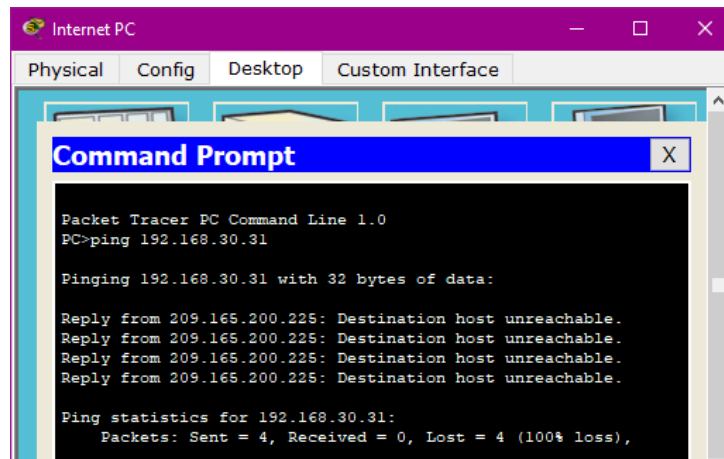 Internet PC
Physical Config Desktop Custom Interface
Command Prompt X
Packet Tracer PC Command Line 1.0
PC>ping 192.168.30.31
Pinging 192.168.30.31 with 32 bytes of data:
Reply from 209.165.200.225: Destination host unreachable.
Reply from 209.165.200.225: Destination host unreachable.
Reply from 209.165.200.225: Destination host unreachable.
Reply from 209.165.200.225: Destination host unreachable.
Ping statistics for 192.168.30.31:
Packets: Sent = 4, Received = 0, Lost = 4 (100% loss),